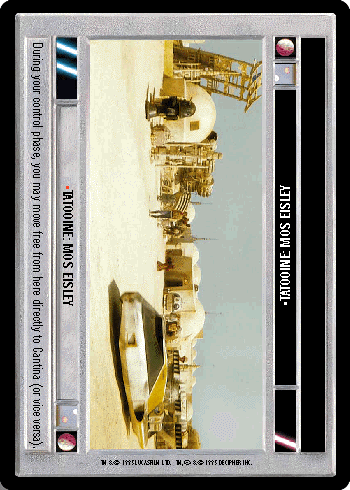 During your control phase, you may move free from here directly to Cantina (or vice versa).
•TATOOINE: MOS EISLEY
•TATOOINE: MOS EISLEY
TM & © 1995 LUCASFILM LTD. TM, ® & © 1995 DECIPHER INC.